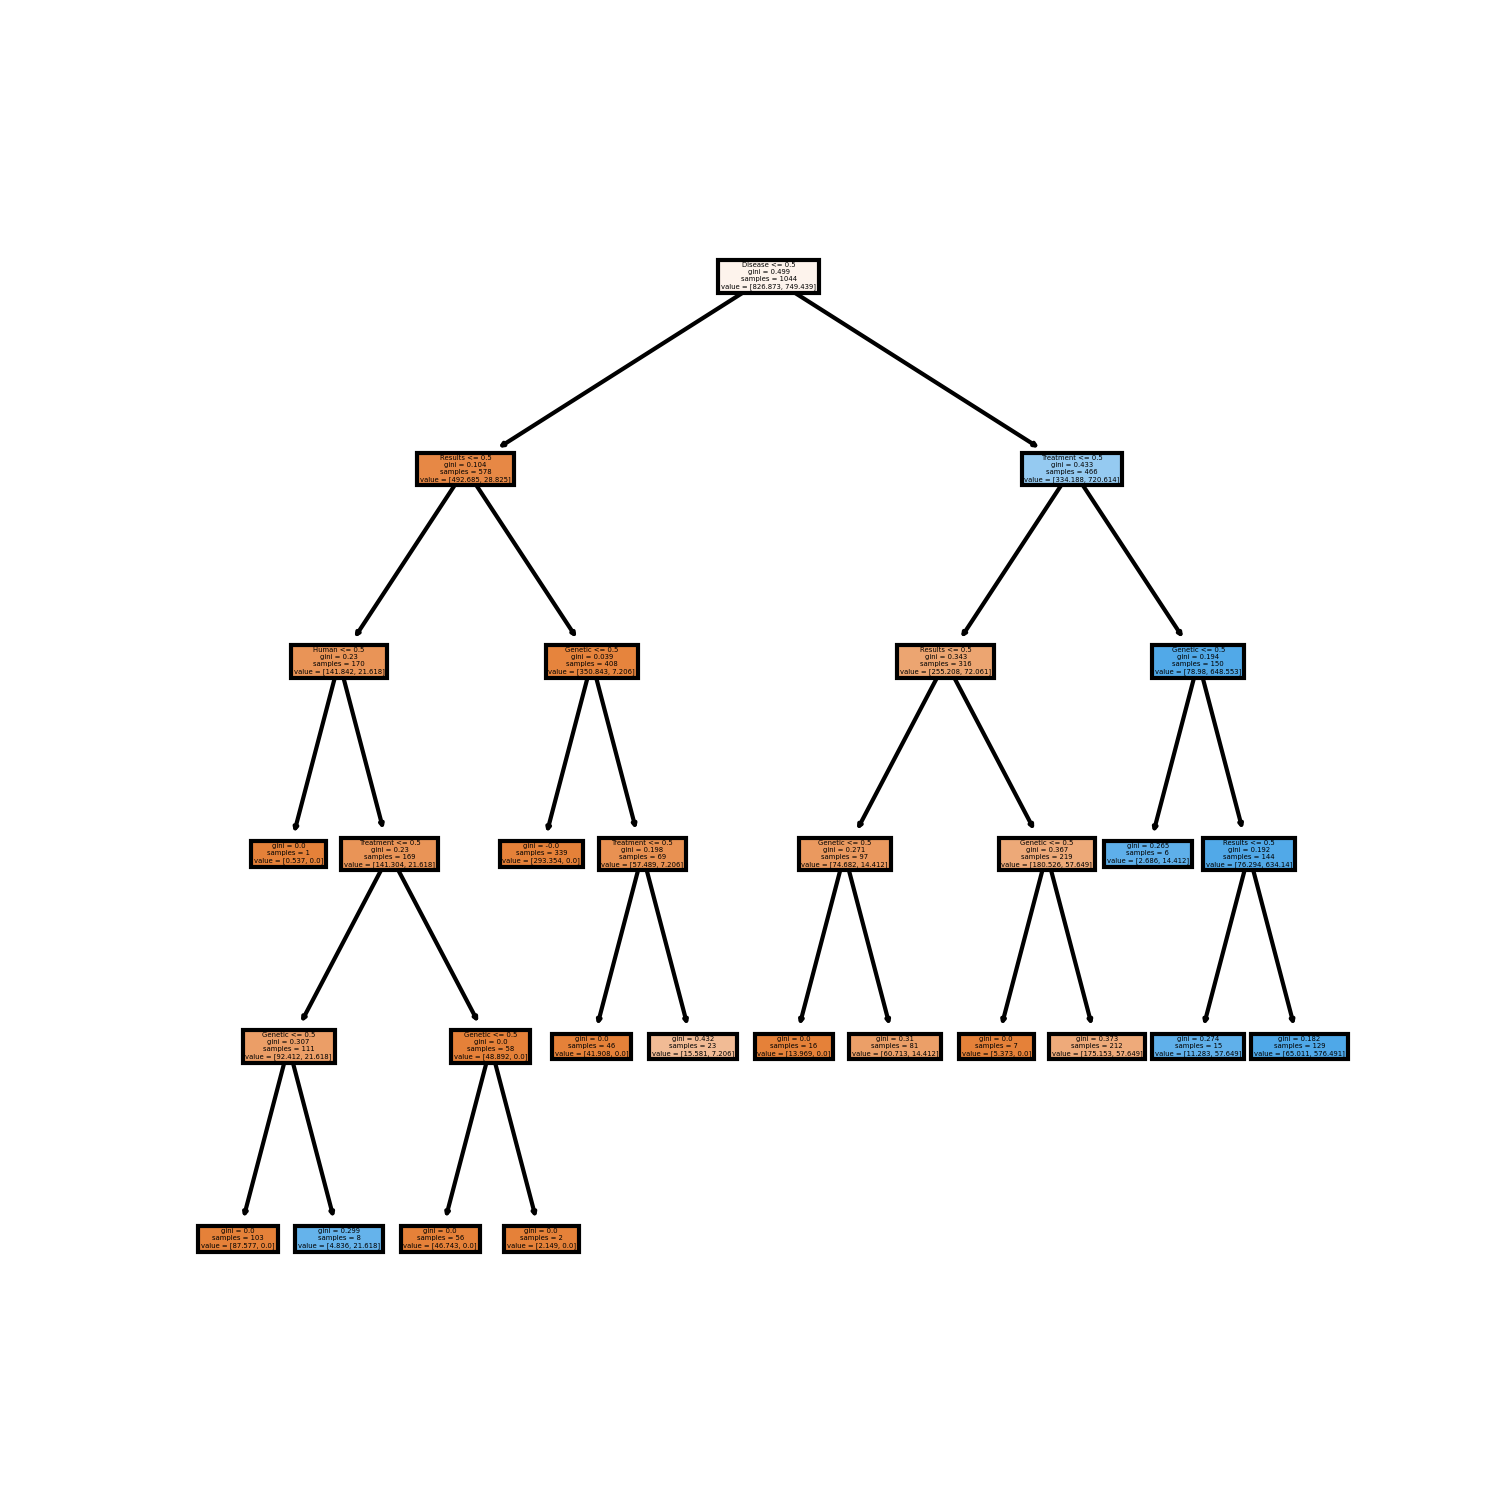 Disease <= 0.5
gini = 0.499
samples = 1044
value = [826.873, 749.439]
Results <= 0.5
gini = 0.104
samples = 578
value = [492.685, 28.825]
Treatment <= 0.5
gini = 0.433
samples = 466
value = [334.188, 720.614]
Human <= 0.5
gini = 0.23
samples = 170
value = [141.842, 21.618]
Genetic <= 0.5
gini = 0.039
samples = 408
value = [350.843, 7.206]
Results <= 0.5
gini = 0.343
samples = 316
value = [255.208, 72.061]
Genetic <= 0.5
gini = 0.194
samples = 150
value = [78.98, 648.553]
gini = 0.0
samples = 1
value = [0.537, 0.0]
Treatment <= 0.5
gini = 0.23
samples = 169
value = [141.304, 21.618]
gini = -0.0
samples = 339
value = [293.354, 0.0]
Treatment <= 0.5
gini = 0.198
samples = 69
value = [57.489, 7.206]
Genetic <= 0.5
gini = 0.271
samples = 97
value = [74.682, 14.412]
Genetic <= 0.5
gini = 0.367
samples = 219
value = [180.526, 57.649]
gini = 0.265
samples = 6
value = [2.686, 14.412]
Results <= 0.5
gini = 0.192
samples = 144
value = [76.294, 634.14]
Genetic <= 0.5
gini = 0.307
samples = 111
value = [92.412, 21.618]
Genetic <= 0.5
gini = 0.0
samples = 58
value = [48.892, 0.0]
gini = 0.0
samples = 46
value = [41.908, 0.0]
gini = 0.432
samples = 23
value = [15.581, 7.206]
gini = 0.0
samples = 16
value = [13.969, 0.0]
gini = 0.31
samples = 81
value = [60.713, 14.412]
gini = 0.0
samples = 7
value = [5.373, 0.0]
gini = 0.373
samples = 212
value = [175.153, 57.649]
gini = 0.274
samples = 15
value = [11.283, 57.649]
gini = 0.182
samples = 129
value = [65.011, 576.491]
gini = 0.0
samples = 103
value = [87.577, 0.0]
gini = 0.299
samples = 8
value = [4.836, 21.618]
gini = 0.0
samples = 56
value = [46.743, 0.0]
gini = 0.0
samples = 2
value = [2.149, 0.0]